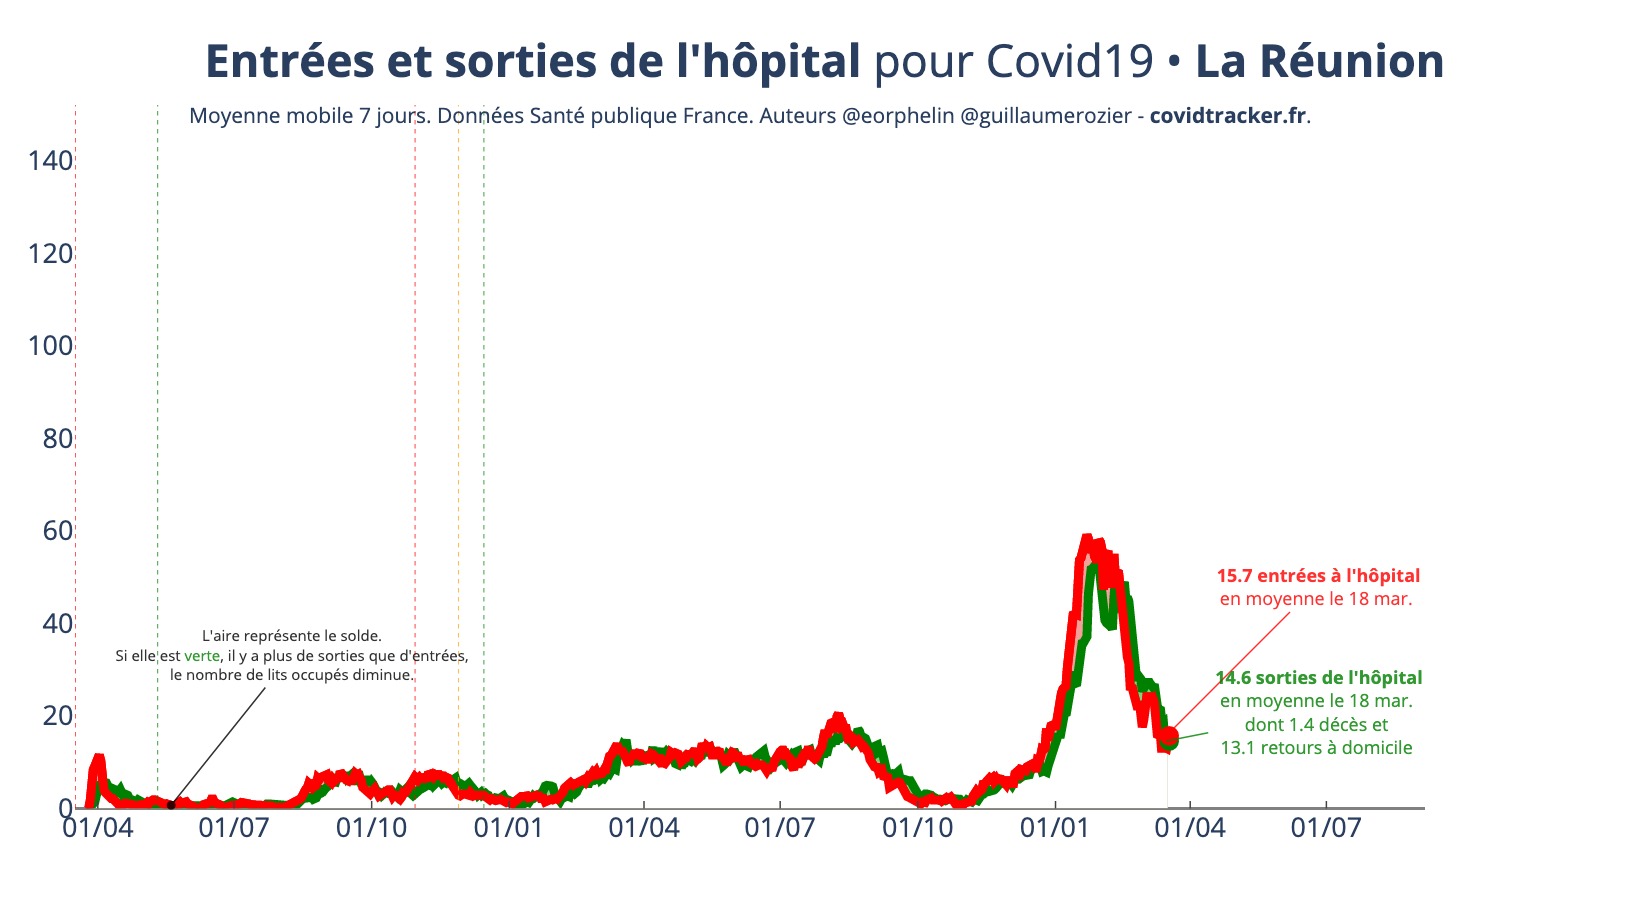 Entrées et sorties de l'hôpital pour Covid19 • La Réunion
Moyenne mobile 7 jours. Données Santé publique France. Auteurs @eorphelin @guillaumerozier - covidtracker.fr.
140
120
100
80
60
40
20
0
15.7 entrées à l'hôpital
en moyenne le 18 mar.
L'aire représente le solde.
Si elle est verte, il y a plus de sorties que d'entrées,
le nombre de lits occupés diminue.
14.6 sorties de l'hôpital
en moyenne le 18 mar.
dont 1.4 décès et
13.1 retours à domicile
01/04 01/07 01/10 01/01 01/04 01/07 01/10 01/01 01/04 01/07